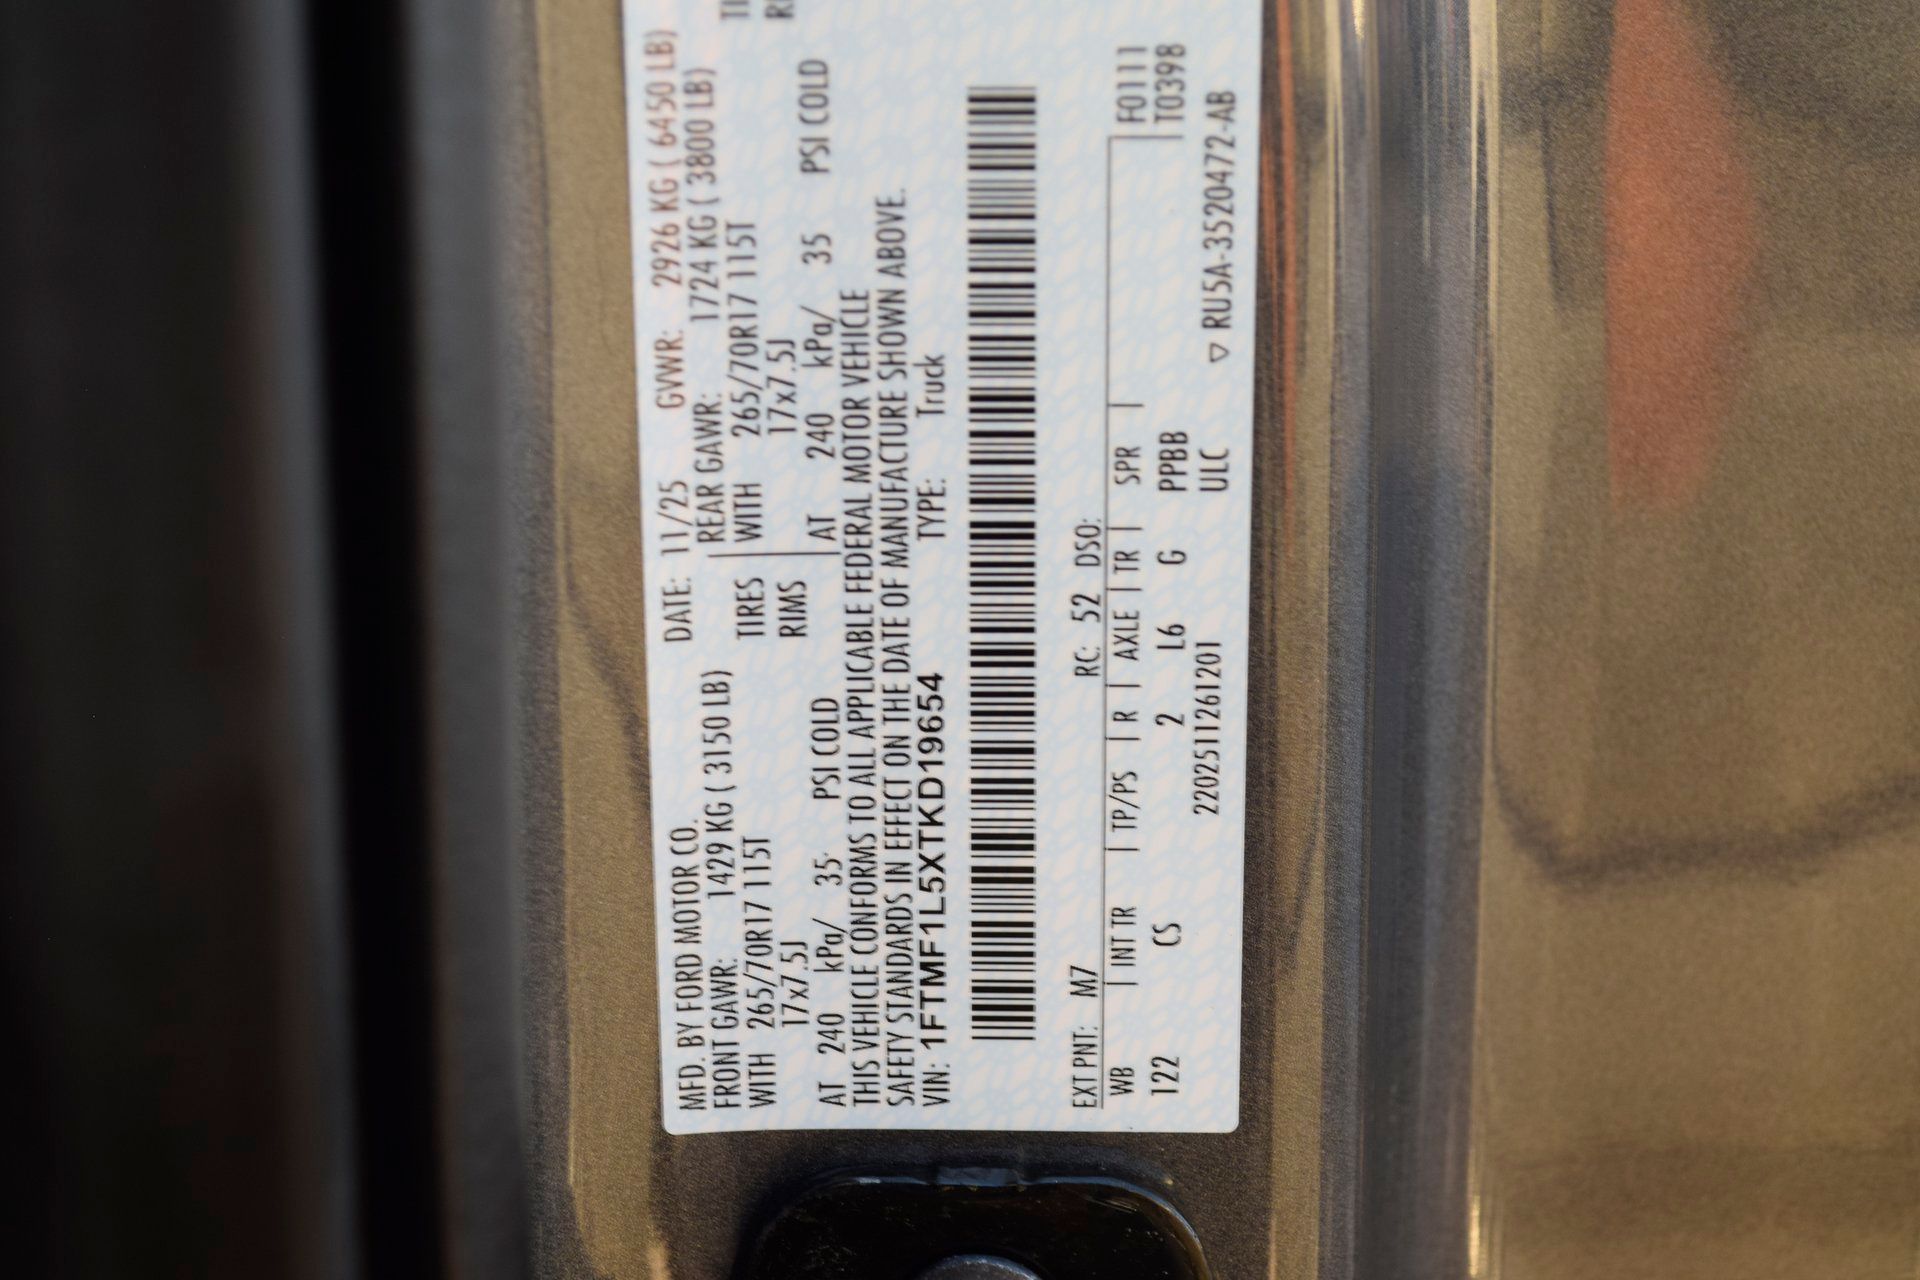 MFD. BY FORD MOTOR CO. DATE: 11/25 GVWR: 2926 KG ( 6450 LB)
FRONT GAWR: 1429 KG ( 3150 LB) REAR GAWR: 1724 KG ( 3800 LB)
WITH 265/70R17 115T TIRES WITH 265/70R17 115T TI
17x7.5J RIMS 17x7.5J RI
AT 240 kPa/ 35 PSI COLD AT 240 kPa/ 35 PSI COLD
THIS VEHICLE CONFORMS TO ALL APPLICABLE FEDERAL MOTOR VEHICLE
SAFETY STANDARDS IN EFFECT ON THE DATE OF MANUFACTURE SHOWN ABOVE.
VIN: 1FTMF1L5XTKD19654 TYPE: Truck
EXT PNT: M7 RC: 52 DSO:
WB | INT TR | TP/PS | R | AXLE | TR | SPR | F0111
122 CS 2 L6 G PPBB T0398
220251126120 1 ULC ▽ RU5A-3520472-AB